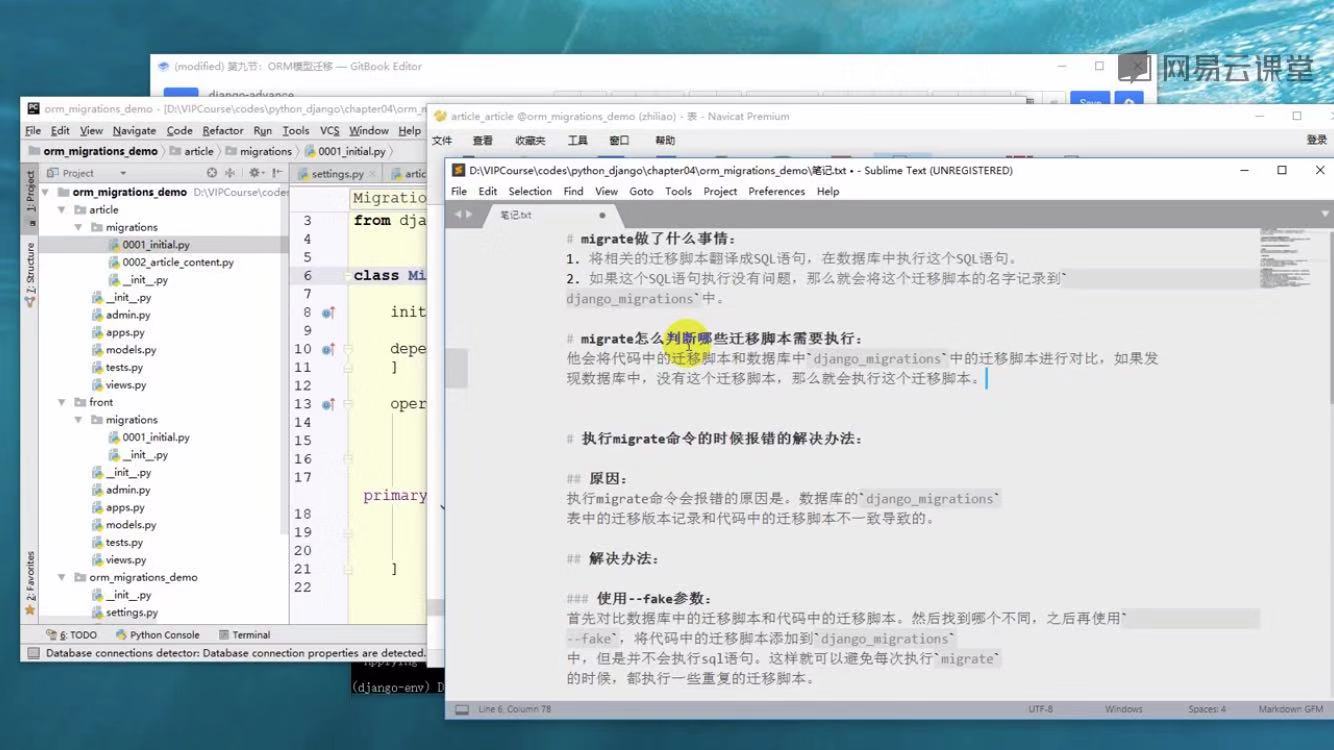 (modified) 第九节：ORM模型迁移 — GitBook Editor
网易云课堂
django-advance
Save
orm_migrations_demo - [D:\VIPCourse\codes\python_django\chapter04\orm_m
File Edit View Navigate Code Refactor Run Tools VCS Window Help
orm_migrations_demo article migrations 0001_initial.py
Project
settings.py
artic
1: Project
Z: Structure
2: Favorites
orm_migrations_demo D:\VIPCourse\codes
article
migrations
0001_initial.py
0002_article_content.py
__init__.py
__init__.py
admin.py
apps.py
models.py
tests.py
views.py
front
migrations
0001_initial.py
__init__.py
__init__.py
admin.py
apps.py
models.py
tests.py
views.py
orm_migrations_demo
__init__.py
settings.py
Migratio
3 from dja
4
5
6 class Mi
7
8 init
9
10 depe
11 ]
12
13 oper
14
15
16
17
primary
18
19
20
21 ]
22
6: TODO Python Console Terminal
Database connections detector: Database connection properties are detected.
(django-env) D
article_article @orm_migrations_demo (zhiliao) - 表 - Navicat Premium
文件 查看 收藏夹 工具 窗口 帮助 登录
D:\VIPCourse\codes\python_django\chapter04\orm_migrations_demo\笔记.txt • - Sublime Text (UNREGISTERED)
File Edit Selection Find View Goto Tools Project Preferences Help
笔记.txt
# migrate做了什么事情：
1. 将相关的迁移脚本翻译成SQL语句，在数据库中执行这个SQL语句。
2. 如果这个SQL语句执行没有问题，那么就会将这个迁移脚本的名字记录到`
django_migrations`中。
# migrate怎么判断哪些迁移脚本需要执行：
他会将代码中的迁移脚本和数据库中`django_migrations`中的迁移脚本进行对比，如果发
现数据库中，没有这个迁移脚本，那么就会执行这个迁移脚本。
# 执行migrate命令的时候报错的解决办法：
## 原因：
执行migrate命令会报错的原因是。数据库的`django_migrations`
表中的迁移版本记录和代码中的迁移脚本不一致导致的。
## 解决办法：
### 使用--fake参数：
首先对比数据库中的迁移脚本和代码中的迁移脚本。然后找到哪个不同，之后再使用`
--fake`，将代码中的迁移脚本添加到`django_migrations`
中，但是并不会执行sql语句。这样就可以避免每次执行`migrate`
的时候，都执行一些重复的迁移脚本。
Line 6, Column 78 UTF-8 Windows Spaces: 4 Markdown GFM